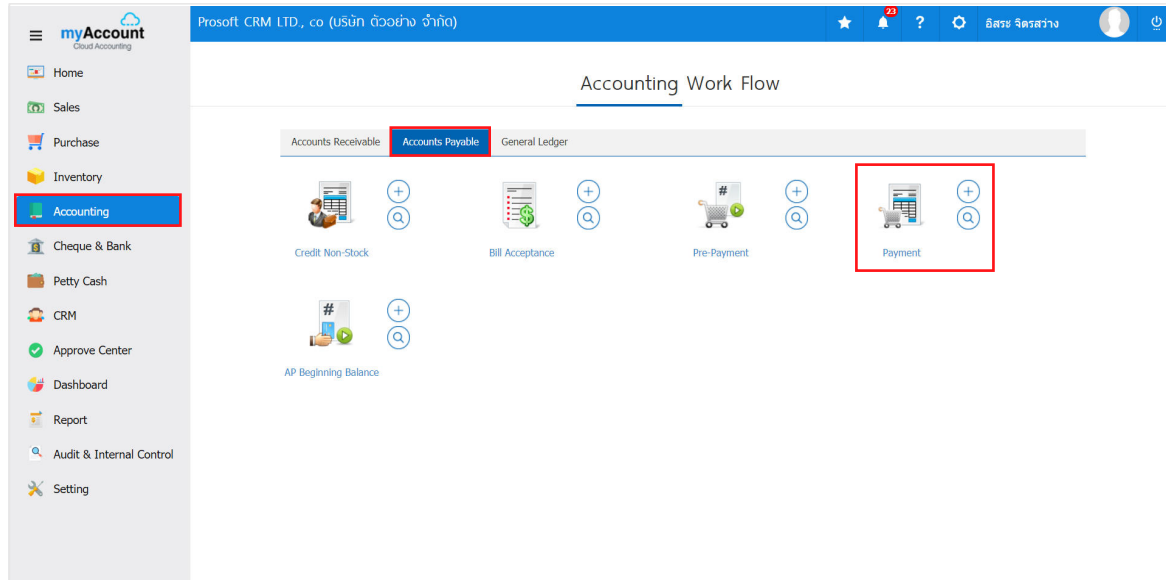 myAccount
Cloud Accounting
Prosoft CRM LTD., co (บริษัท ตัวอย่าง จำกัด)
23
?
อิสระ จิดรสว่าง
Home
Sales
Purchase
Inventory
Accounting
Cheque & Bank
Petty Cash
CRM
Approve Center
Dashboard
Report
Audit & Internal Control
Setting
Accounting Work Flow
Accounts Receivable Accounts Payable General Ledger
#
Credit Non-Stock Bill Acceptance Pre-Payment Payment
#
AP Beginning Balance